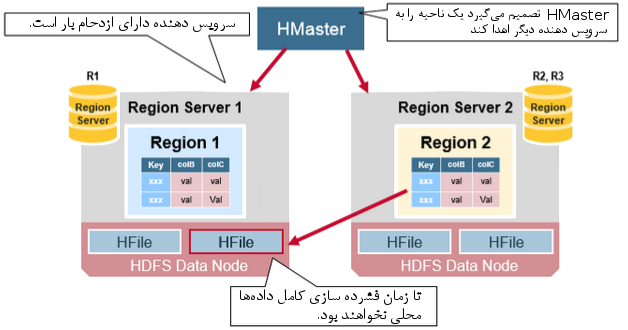 سرویس دهنده دارای ازدحام بار است.
HMaster
HMaster تصمیم می‌گیرد یک ناحیه را به
سرویس دهنده دیگر اهدا کند
R1
Region
Server
Region Server 1
Region 1
Key colB colC
xxx val val
xxx val Val
HFile HFile
HDFS Data Node
R2, R3
Region
Server
Region Server 2
Region 2
Key colB colC
xxx val val
xxx val Val
HFile HFile
HDFS Data Node
تا زمان فشرده سازی کامل داده‌ها
محلی نخواهند بود.